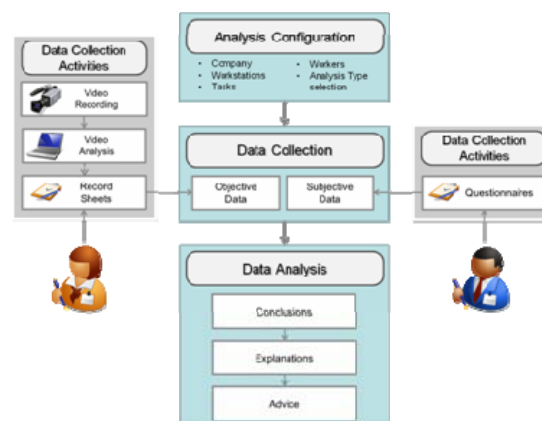 Data Collection
Activities
Video
Recording
Video
Analysis
Record
Sheets
Analysis Configuration
• Company
• Workstations
• Tasks
• Workers
• Analysis Type
selection
Data Collection
Objective
Data
Subjective
Data
Data Collection
Activities
Questionnaires
Data Analysis
Conclusions
Explanations
Advice